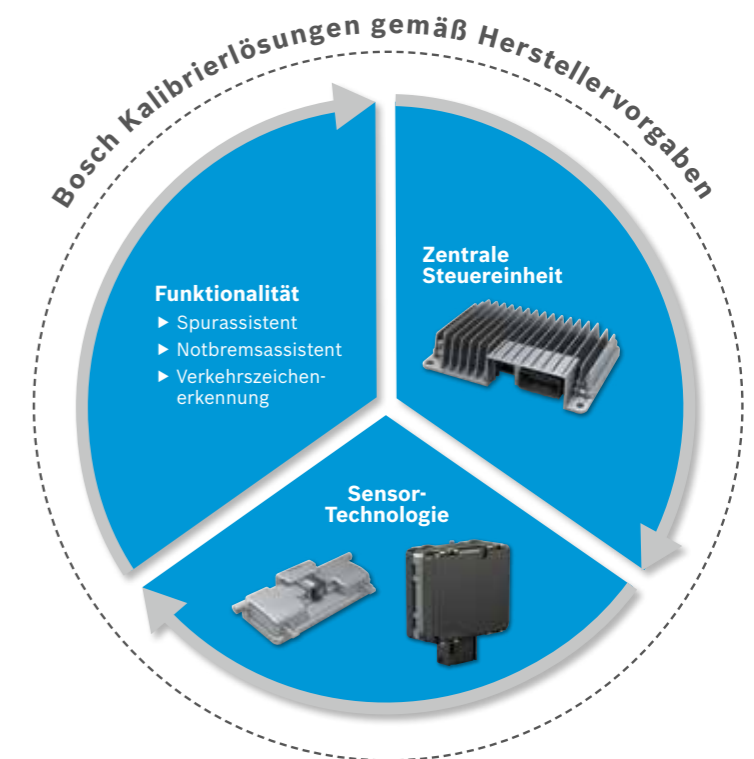 Bosch Kalibrierlösungen gemäß Herstellervorgaben
Zentrale
Steuereinheit
Funktionalität
▶ Spurassistent
▶ Notbremsassistent
▶ Verkehrszeichen-
erkennung
Sensor-
Technologie